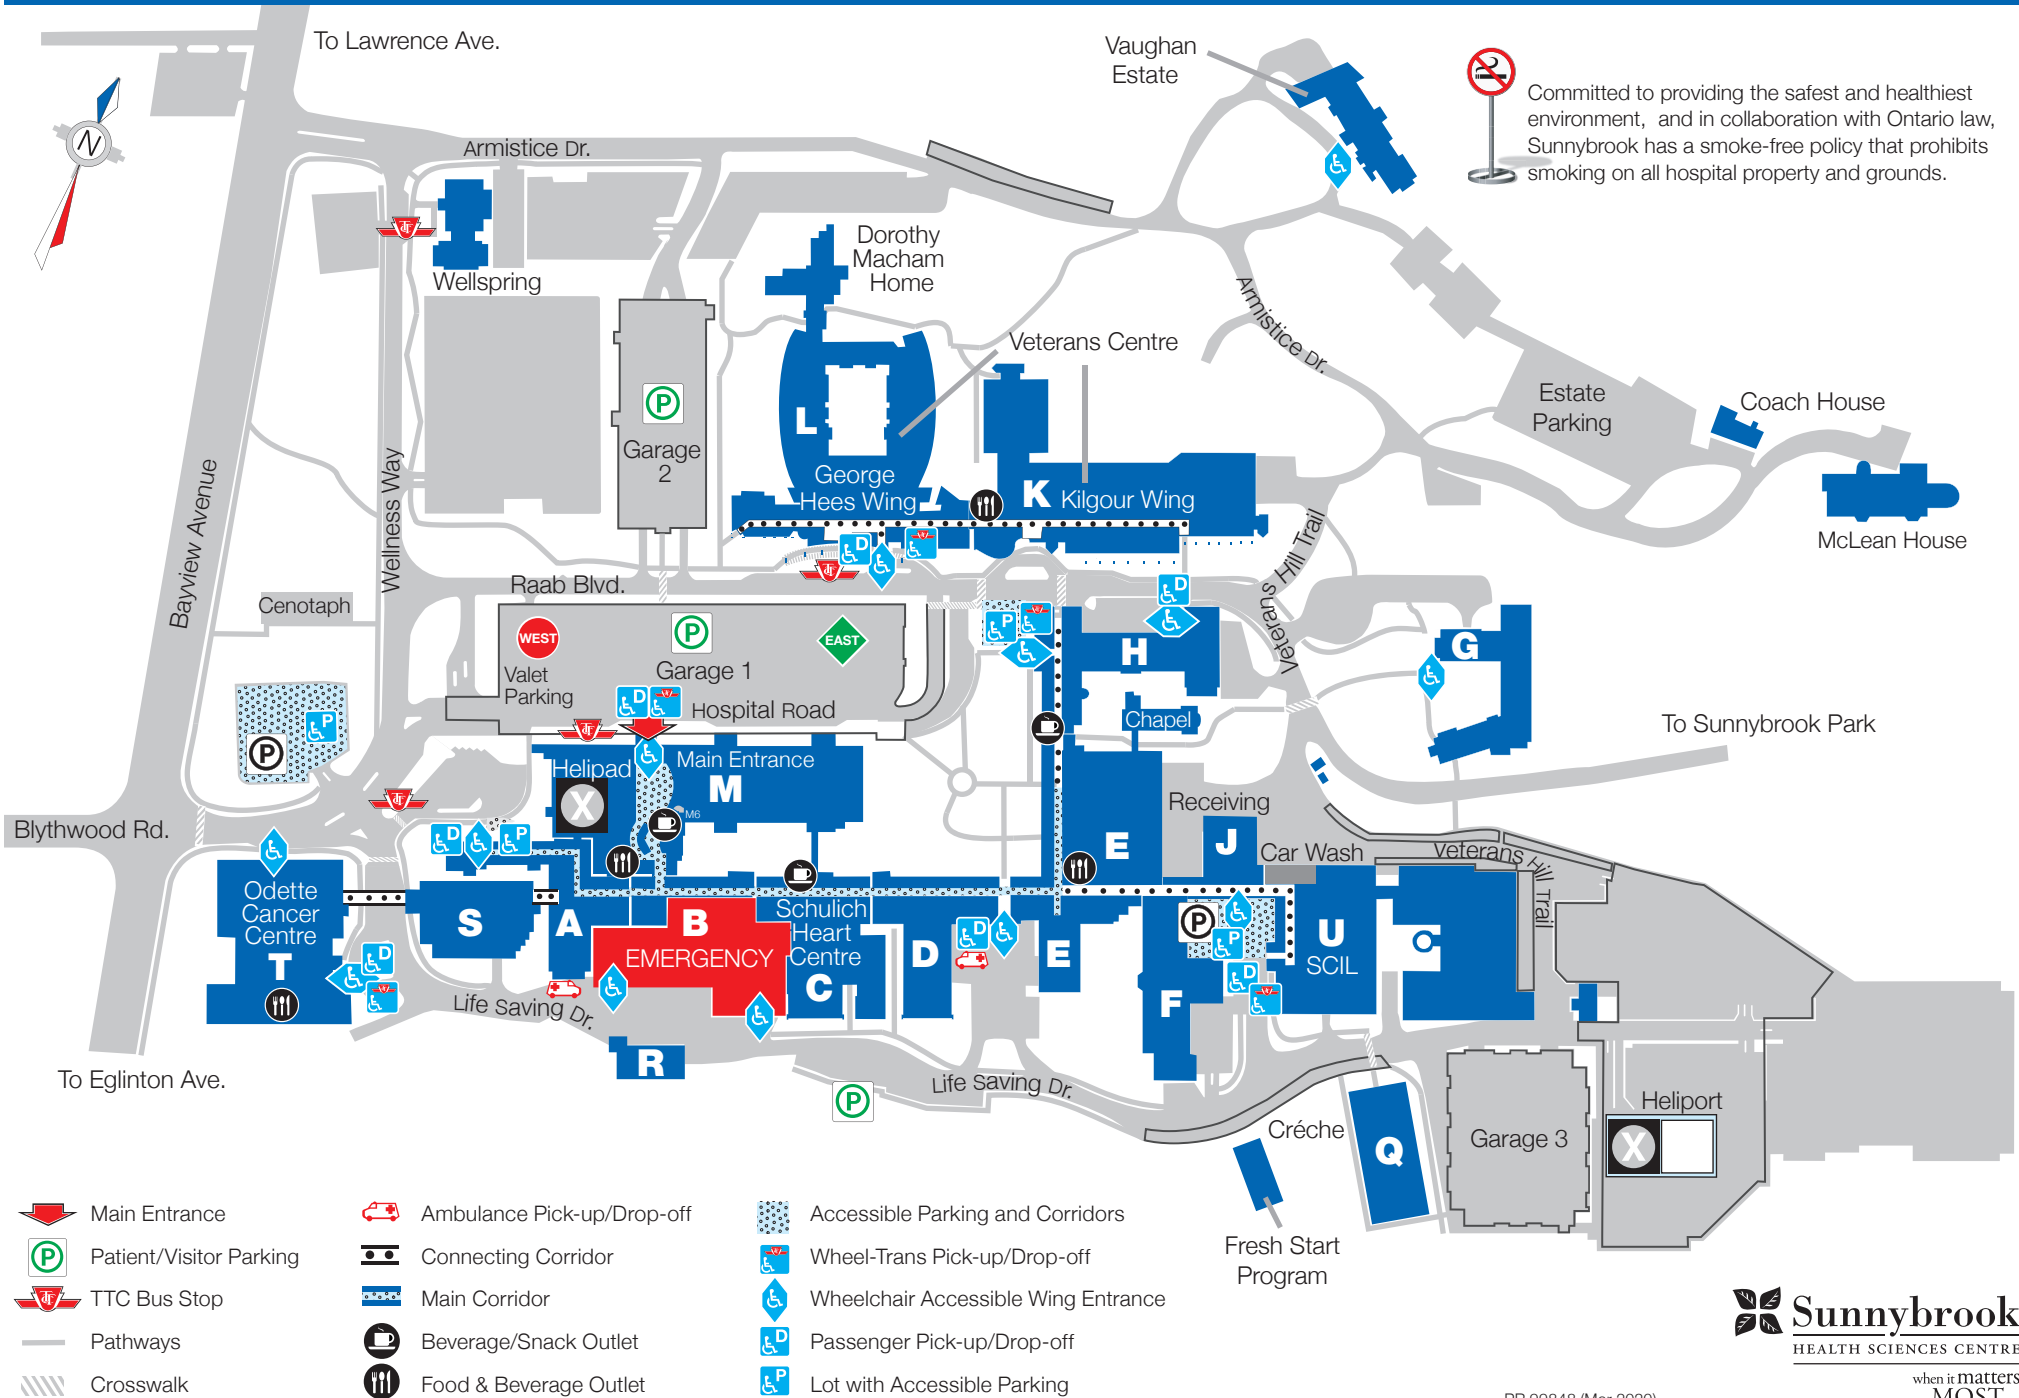 To Lawrence Ave.
Vaughan
Estate
Committed to providing the safest and healthiest
environment, and in collaboration with Ontario law,
Sunnybrook has a smoke-free policy that prohibits
smoking on all hospital property and grounds.
N
Armistice Dr.
Wellspring
Dorothy
Macham
Home
Veterans Centre
Armistice Dr.
Estate
Parking
Coach House
McLean House
P
Garage
2
L
George
Hees Wing
K Kilgour Wing
Bayview Avenue
Wellness Way
Veterans Hill Trail
Raab Blvd.
Cenotaph
WEST
P
EAST
Valet
Parking
Garage 1
Hospital Road
H
G
Chapel
To Sunnybrook Park
P
P
D
Helipad
X
Main Entrance
M
M6
Receiving
E
J
Car Wash
Veterans Hill Trail
Blythwood Rd.
Odette
Cancer
Centre
T
S
A
B
EMERGENCY
Schulich
Heart
Centre
C
D
E
F
P
U
SCIL
O
Life Saving Dr.
R
P
Life Saving Dr.
To Eglinton Ave.
Créche
Q
Garage 3
Heliport
X
Fresh Start
Program
Main Entrance
Patient/Visitor Parking
TTC Bus Stop
Pathways
Crosswalk
Ambulance Pick-up/Drop-off
Connecting Corridor
Main Corridor
Beverage/Snack Outlet
Food & Beverage Outlet
Accessible Parking and Corridors
Wheel-Trans Pick-up/Drop-off
Wheelchair Accessible Wing Entrance
Passenger Pick-up/Drop-off
Lot with Accessible Parking
Sunnybrook
HEALTH SCIENCES CENTRE
when it matters
MOST